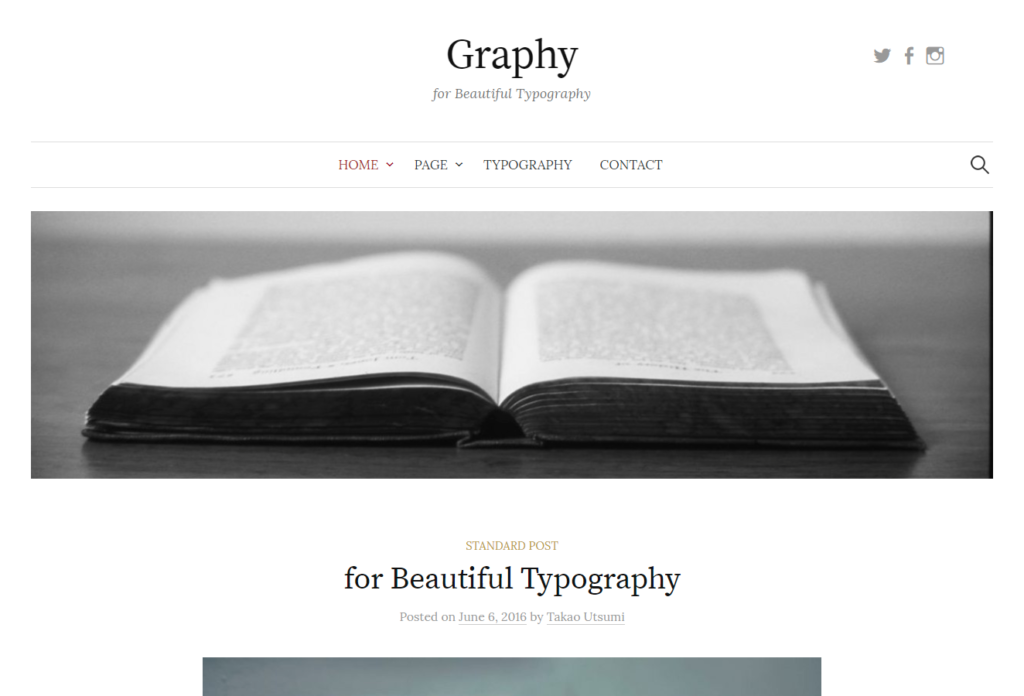 Graphy
for Beautiful Typography
HOME PAGE TYPOGRAPHY CONTACT
STANDARD POST
for Beautiful Typography
Posted on June 6, 2016 by Takao Utsumi